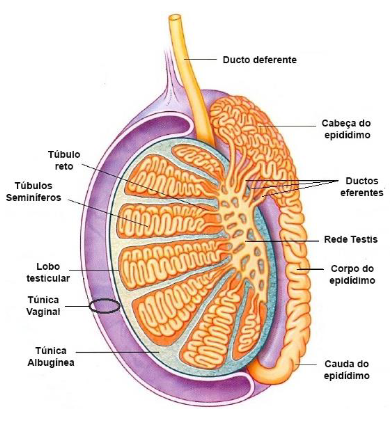 Ducto deferente
Cabeça do
epidídimo
Túbulo
reto
Ductos
eferentes
Túbulos
Seminíferos
Rede Testis
Lobo
testicular
Corpo do
epidídimo
Túnica
Vaginal
Túnica
Albugínea
Cauda do
epidídimo